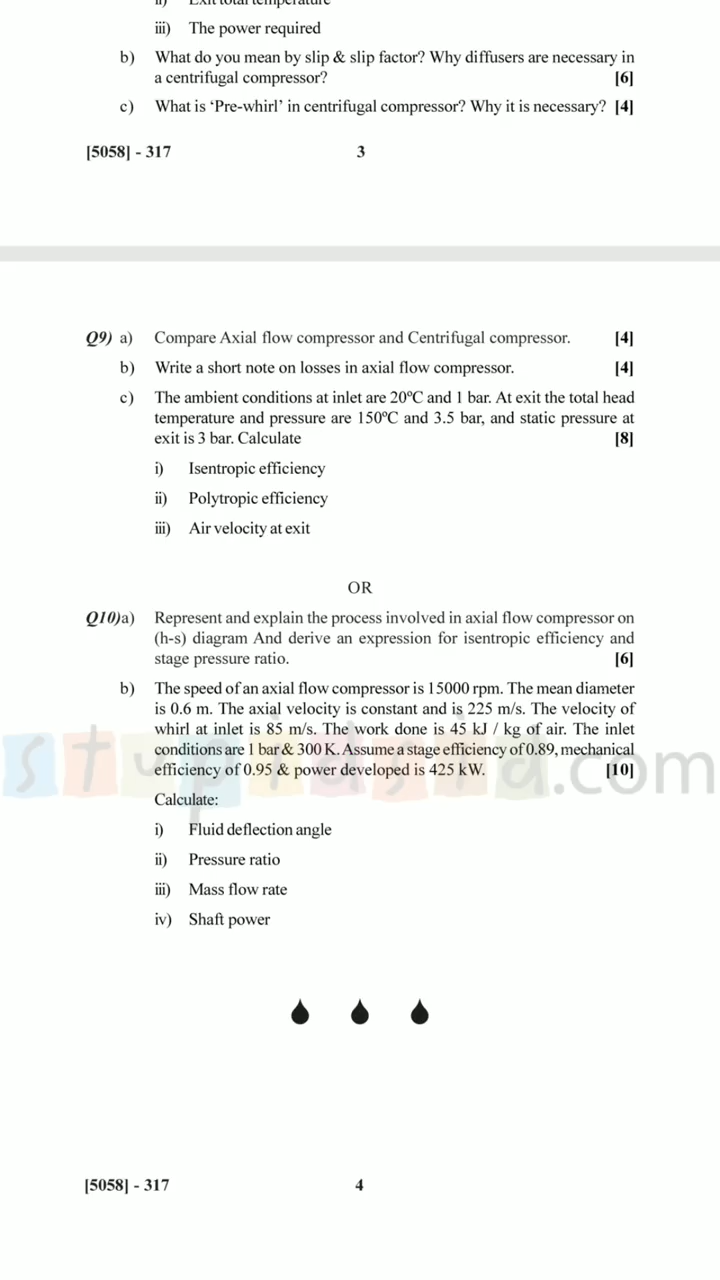 ii) Exit total temperature
iii) The power required
b) What do you mean by slip & slip factor? Why diffusers are necessary in
a centrifugal compressor? [6]
c) What is ‘Pre-whirl’ in centrifugal compressor? Why it is necessary? [4]
[5058] - 317 3
Q9) a) Compare Axial flow compressor and Centrifugal compressor. [4]
b) Write a short note on losses in axial flow compressor. [4]
c) The ambient conditions at inlet are 20ºC and 1 bar. At exit the total head
temperature and pressure are 150ºC and 3.5 bar, and static pressure at
exit is 3 bar. Calculate [8]
i) Isentropic efficiency
ii) Polytropic efficiency
iii) Air velocity at exit
OR
Q10)a) Represent and explain the process involved in axial flow compressor on
(h-s) diagram And derive an expression for isentropic efficiency and
stage pressure ratio. [6]
b) The speed of an axial flow compressor is 15000 rpm. The mean diameter
is 0.6 m. The axial velocity is constant and is 225 m/s. The velocity of
whirl at inlet is 85 m/s. The work done is 45 kJ / kg of air. The inlet
conditions are 1 bar & 300 K. Assume a stage efficiency of 0.89, mechanical
efficiency of 0.95 & power developed is 425 kW. [10]
stupidsid.com
Calculate:
i) Fluid deflection angle
ii) Pressure ratio
iii) Mass flow rate
iv) Shaft power
[5058] - 317 4